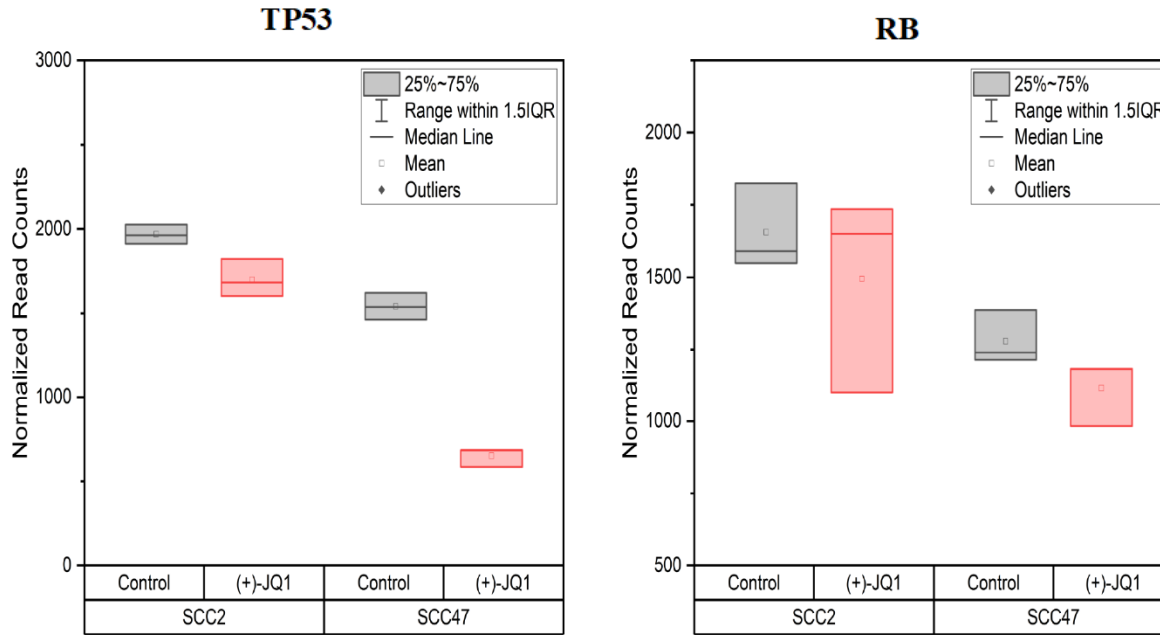 TP53
3000
2000
1000
0
Normalized Read Counts
25%~75%
Range within 1.5IQR
Median Line
Mean
Outliers
Control
(+)-JQ1
Control
(+)-JQ1
SCC2
SCC47
RB
2000
1500
1000
500
Normalized Read Counts
25%~75%
Range within 1.5IQR
Median Line
Mean
Outliers
Control
(+)-JQ1
Control
(+)-JQ1
SCC2
SCC47